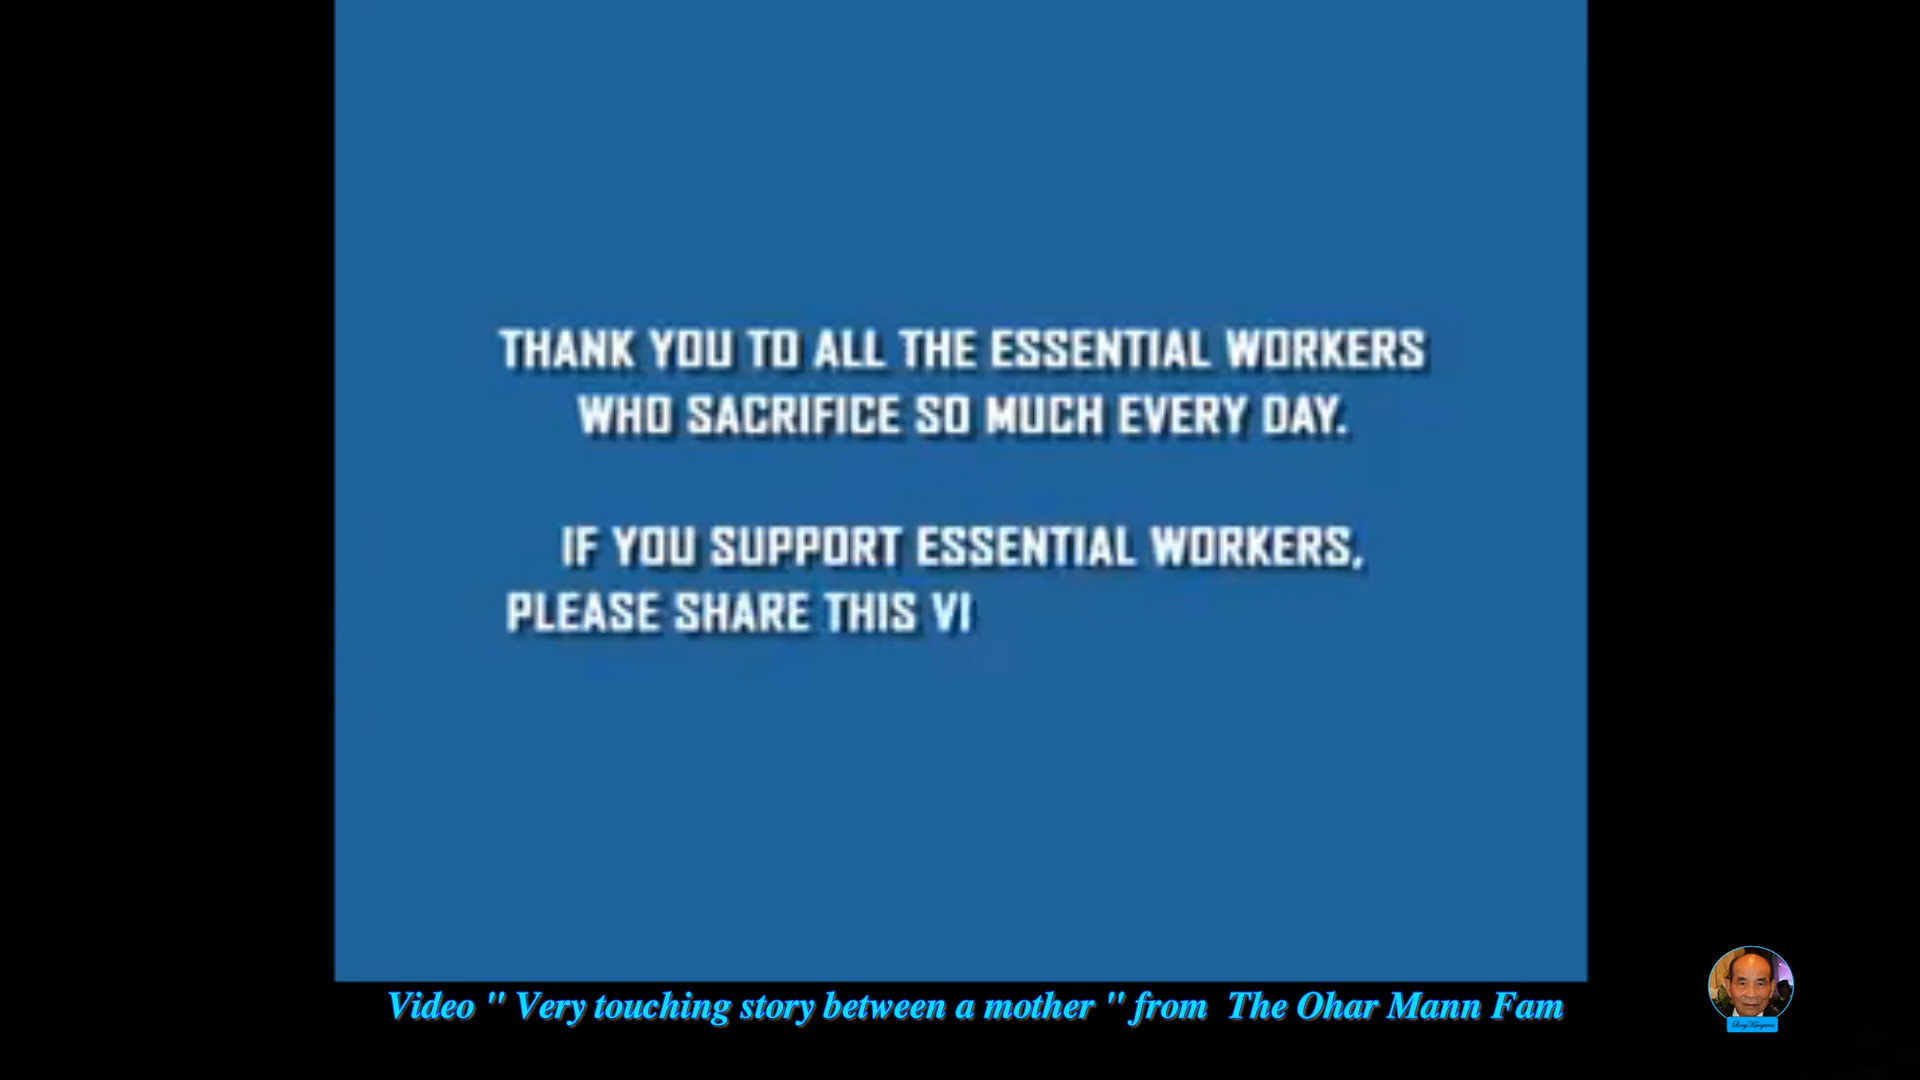 THANK YOU TO ALL THE ESSENTIAL WORKERS
WHO SACRIFICE SO MUCH EVERY DAY.
IF YOU SUPPORT ESSENTIAL WORKERS,
PLEASE SHARE THIS VI
Video " Very touching story between a mother " from The Ohar Mann Fam